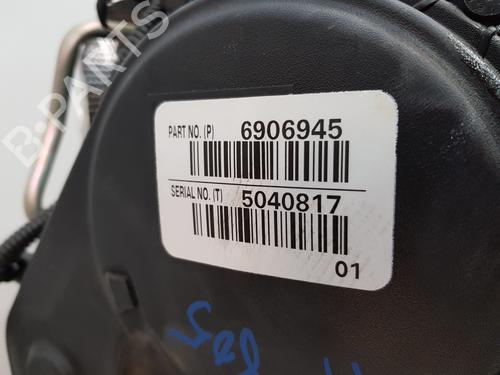 B-PARTS
PART NO. (P) 6906945
SERIAL NO. (T) 5040817
01